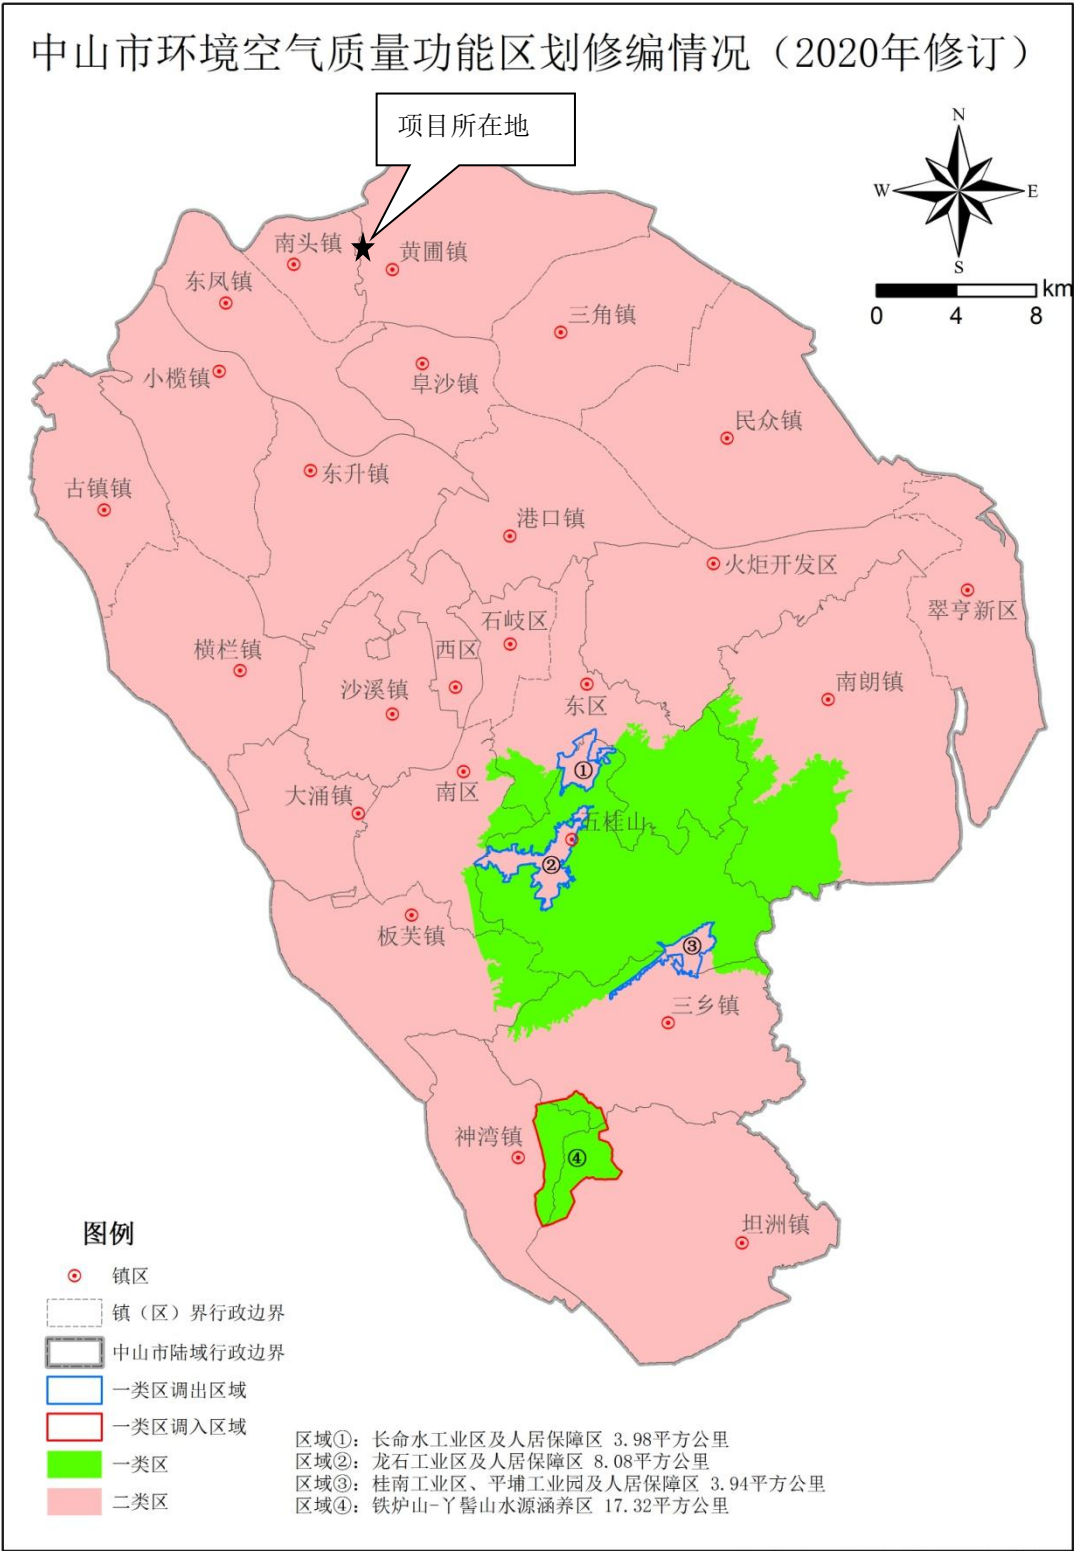 中山市环境空气质量功能区划修编情况（2020年修订）
项目所在地
N
W
E
S
km
0
4
8
南头镇
黄圃镇
东凤镇
三角镇
小榄镇
阜沙镇
民众镇
东升镇
古镇镇
港口镇
火炬开发区
翠亨新区
石岐区
西区
横栏镇
沙溪镇
东区
南朗镇
①
南区
大涌镇
五桂山
②
板芙镇
③
三乡镇
神湾镇
④
坦洲镇
图例
镇区
镇（区）界行政边界
中山市陆域行政边界
一类区调出区域
一类区调入区域
一类区
二类区
区域①：长命水工业区及人居保障区 3.98平方公里
区域②：龙石工业区及人居保障区 8.08平方公里
区域③：桂南工业区、平埔工业园及人居保障区 3.94平方公里
区域④：铁炉山-丫髻山水源涵养区 17.32平方公里